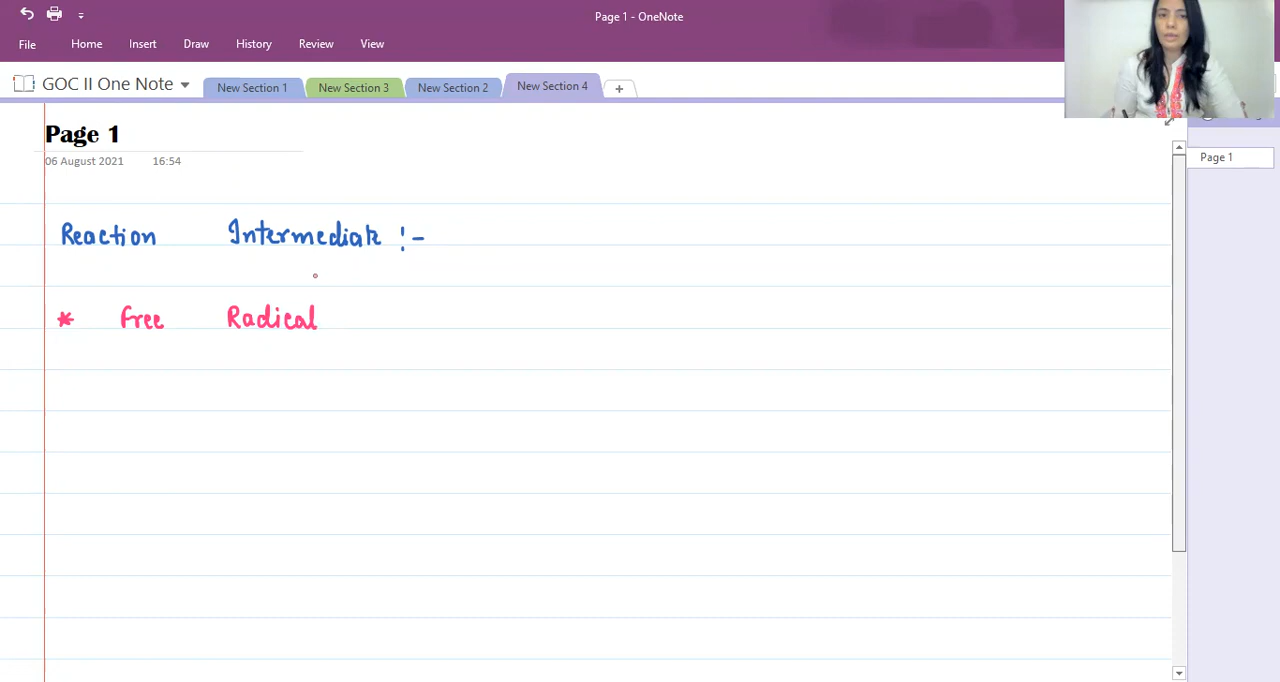 Page 1 - OneNote
File Home Insert Draw History Review View
GOC II One Note New Section 1 New Section 3 New Section 2 New Section 4 +
Page 1
Page 1
06 August 2021 16:54
Reaction Intermediate :-
* Free Radical